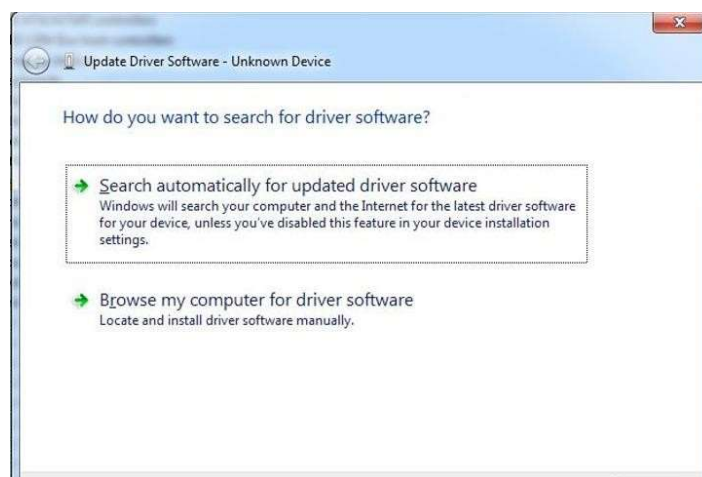 Update Driver Software - Unknown Device
How do you want to search for driver software?
Search automatically for updated driver software
Windows will search your computer and the Internet for the latest driver software
for your device, unless you've disabled this feature in your device installation
settings.
Browse my computer for driver software
Locate and install driver software manually.